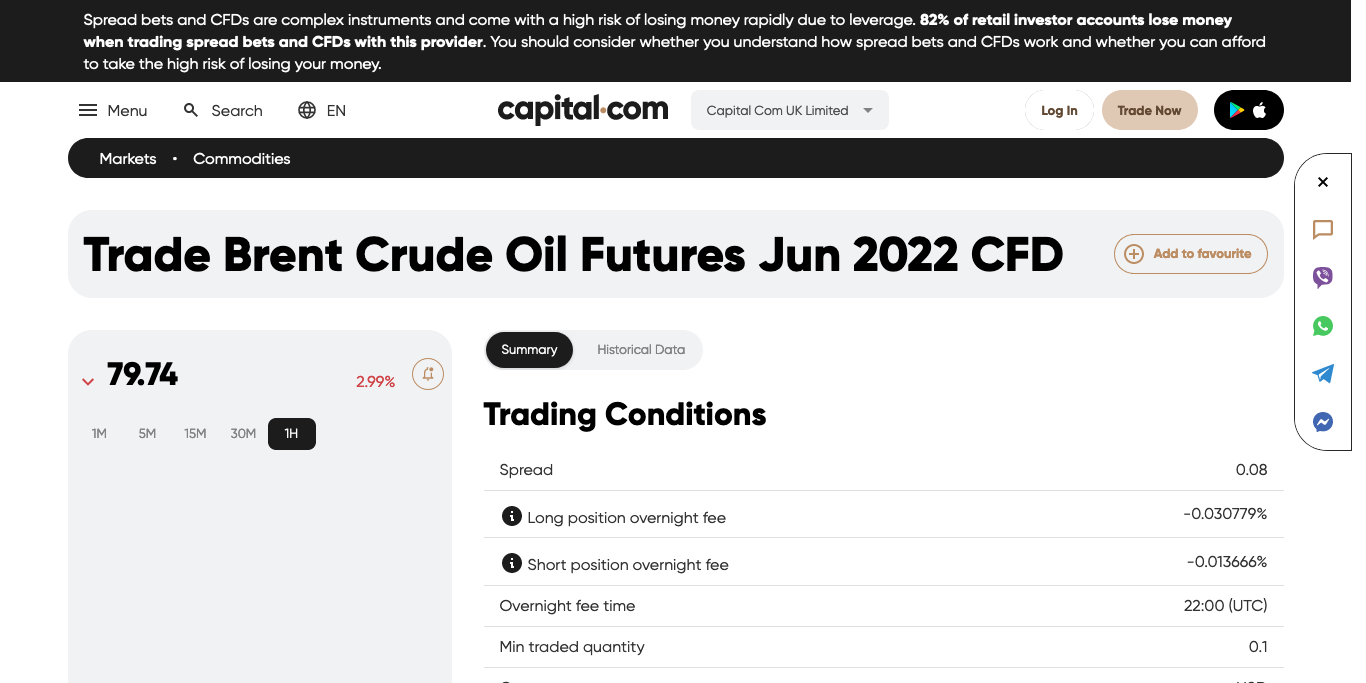 Spread bets and CFDs are complex instruments and come with a high risk of losing money rapidly due to leverage. 82% of retail investor accounts lose money
when trading spread bets and CFDs with this provider. You should consider whether you understand how spread bets and CFDs work and whether you can afford
to take the high risk of losing your money.
Menu Search EN capital.com Capital Com UK Limited Log In Trade Now
Markets • Commodities
Trade Brent Crude Oil Futures Jun 2022 CFD Add to favourite
79.74 2.99%
1M 5M 15M 30M 1H
Summary Historical Data
Trading Conditions
Spread 0.08
Long position overnight fee -0.030779%
Short position overnight fee -0.013666%
Overnight fee time 22:00 (UTC)
Min traded quantity 0.1